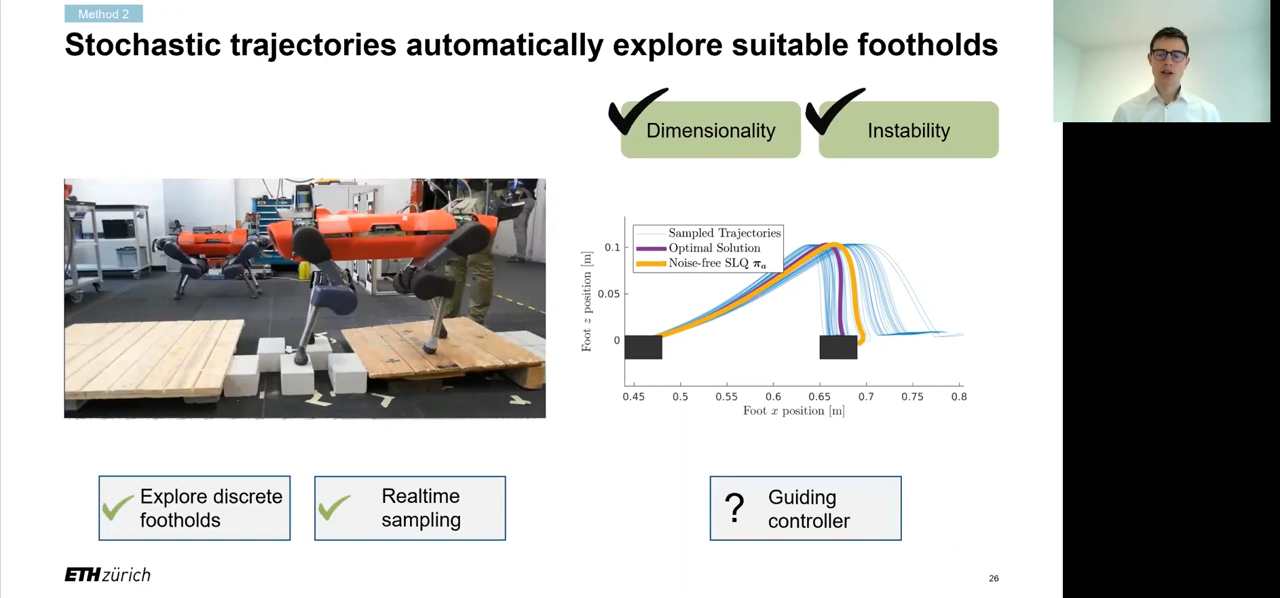 Method 2
Stochastic trajectories automatically explore suitable footholds
Dimensionality
Instability
Sampled Trajectories
Optimal Solution
Noise-free SLQ πₐ
Foot z position [m]
0.1
0.05
0
0.45 0.5 0.55 0.6 0.65 0.7 0.75 0.8
Foot x position [m]
Explore discrete
footholds
Realtime
sampling
?
Guiding
controller
ETH zürich
26